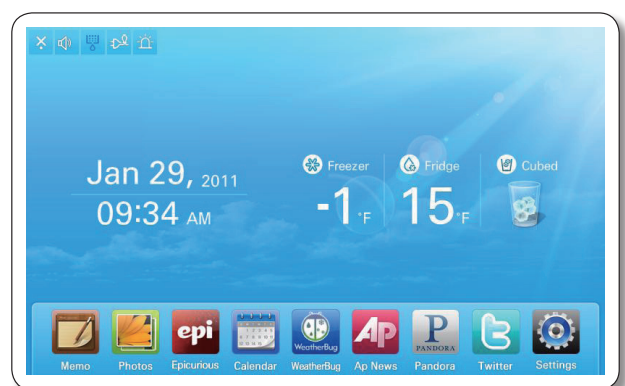 Freezer Fridge Cubed
Jan 29, 2011
-1 °F 15 °F
09:34 AM
epi AP P
WeatherBug PANDORA
Memo Photos Epicurious Calendar WeatherBug Ap News Pandora Twitter Settings